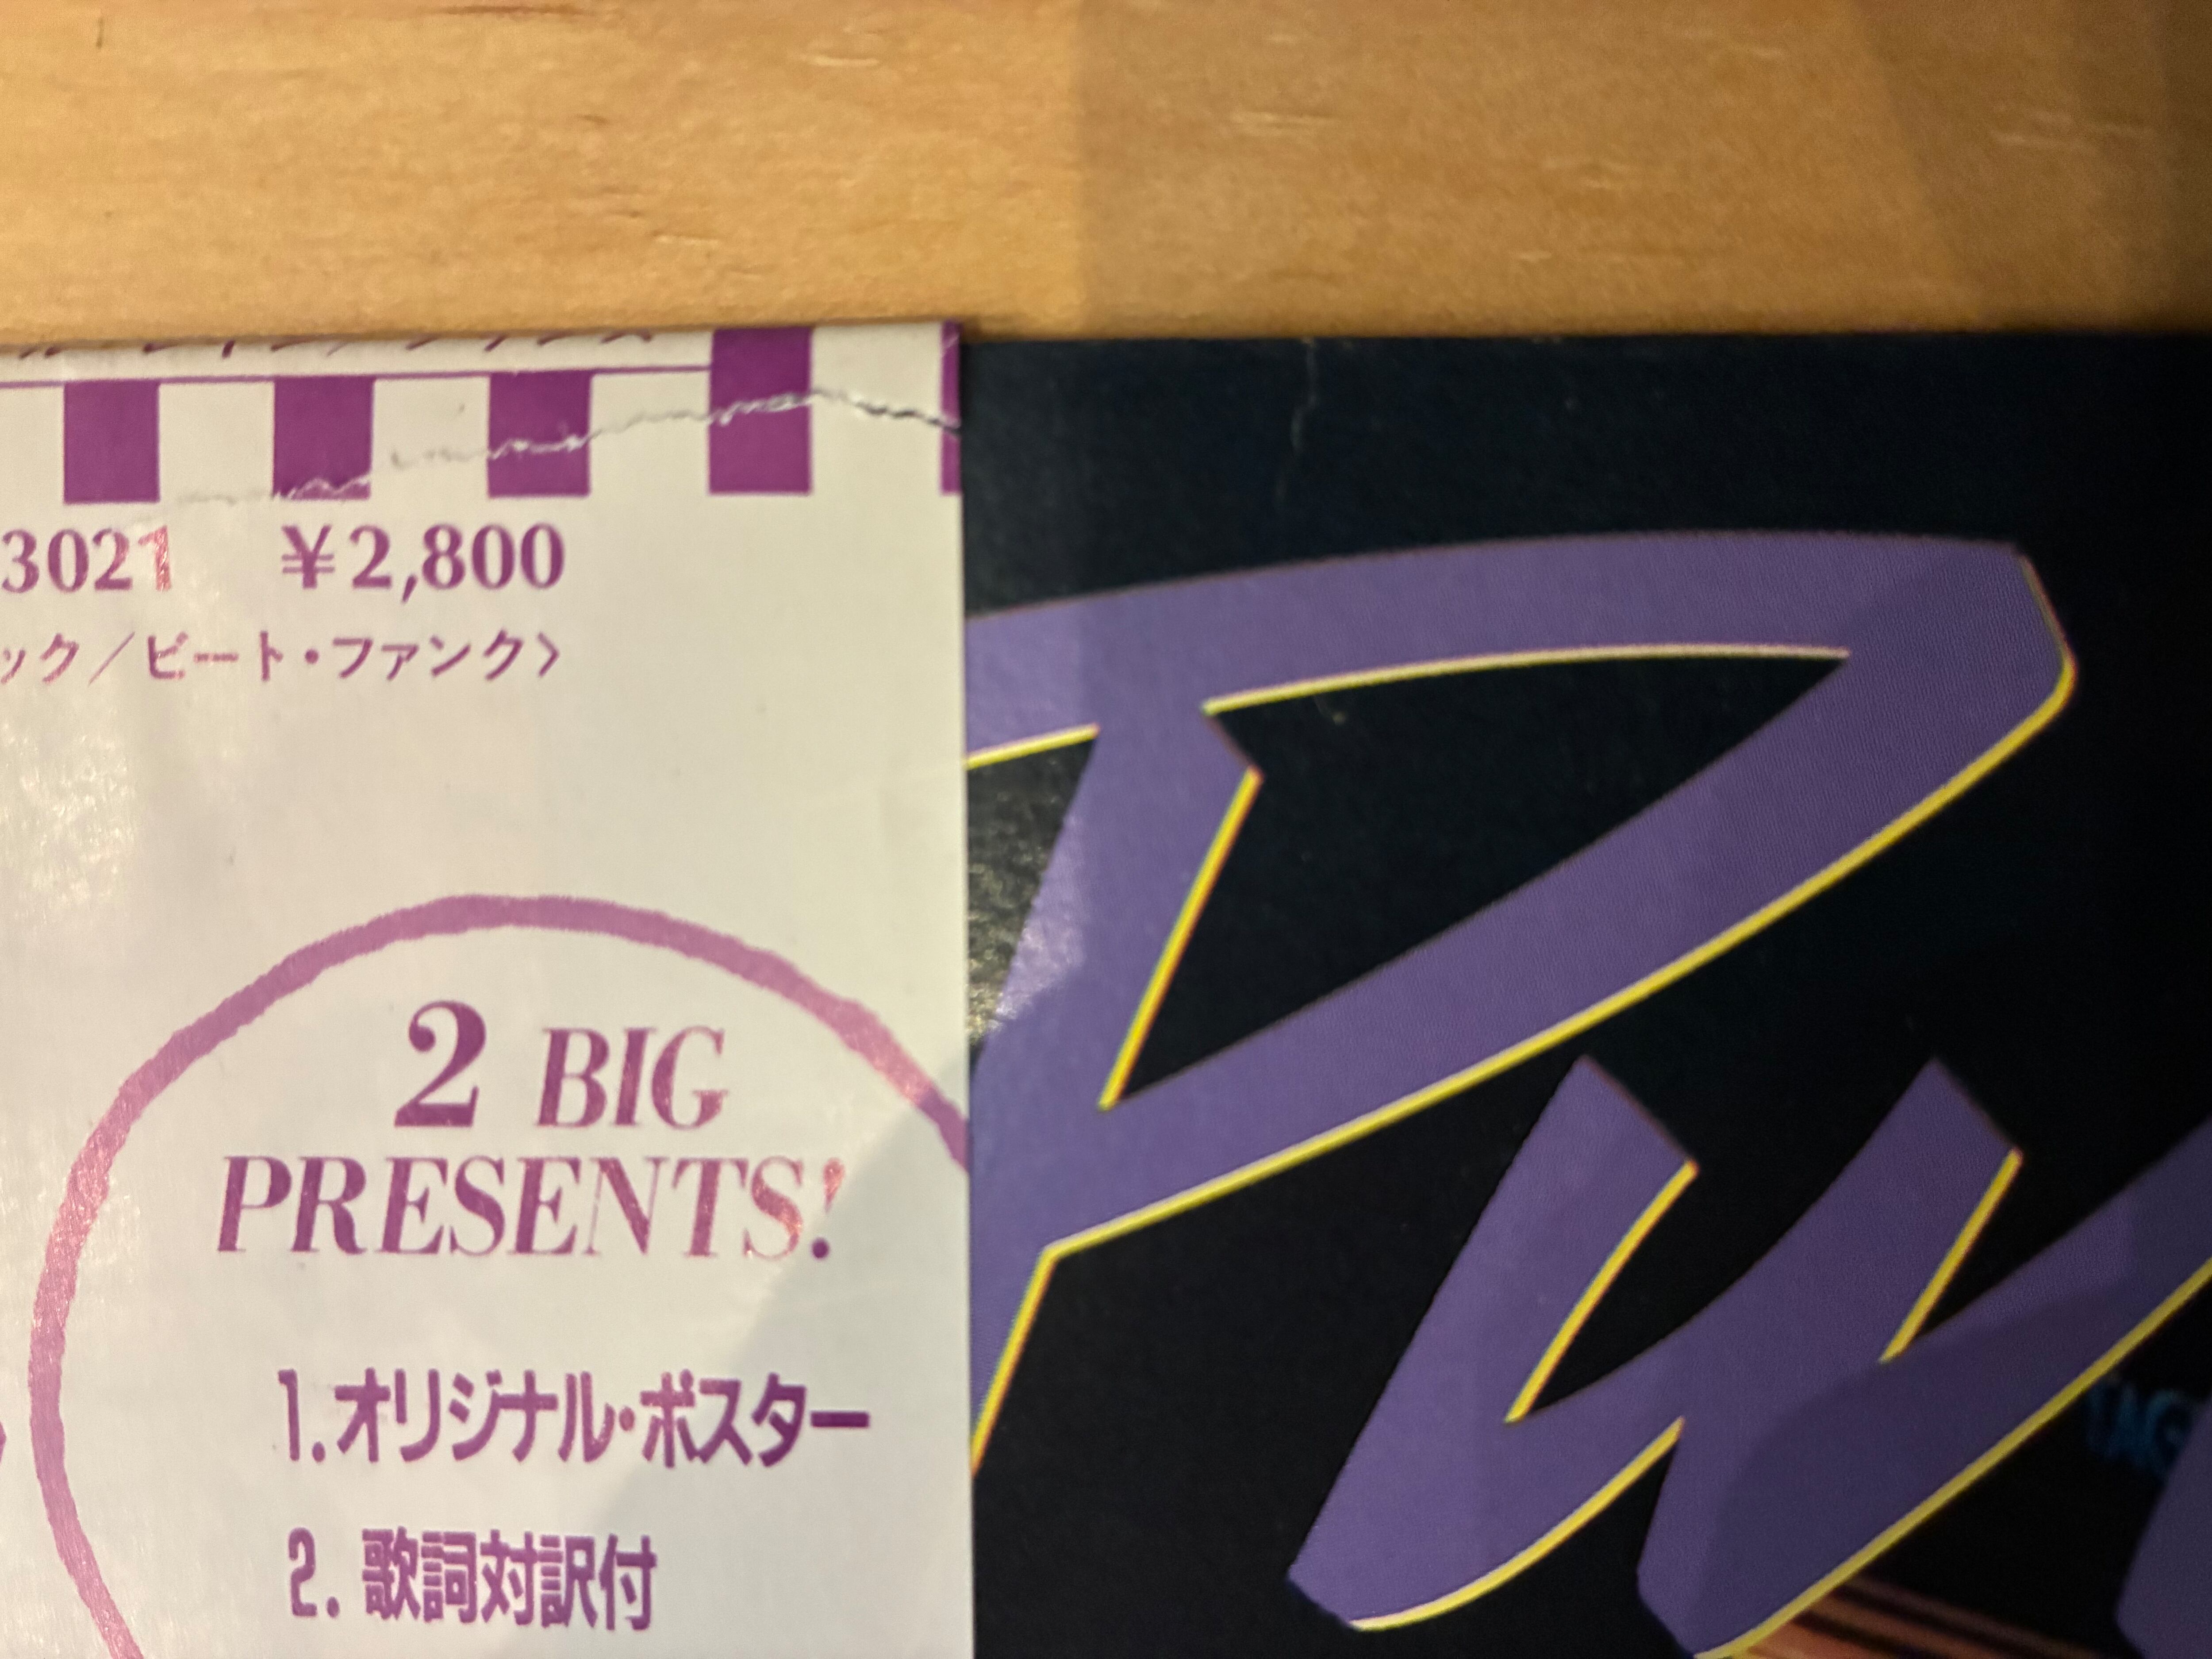 3021 ¥2,800
ック／ビート・ファンク〉
2 BIG
PRESENTS!
1.オリジナル・ポスター
2. 歌詞対訳付
Pu